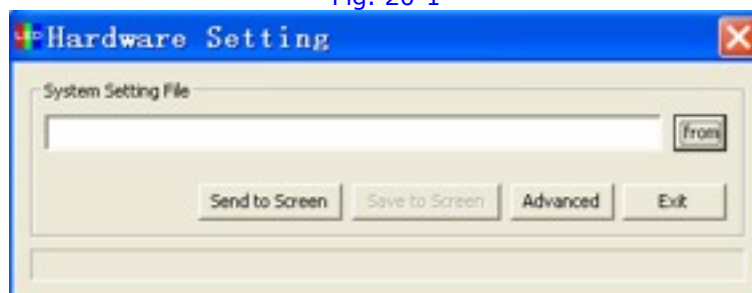 Fig. 20-1
Hardware Setting
System Setting File
from
Send to Screen Save to Screen Advanced Exit